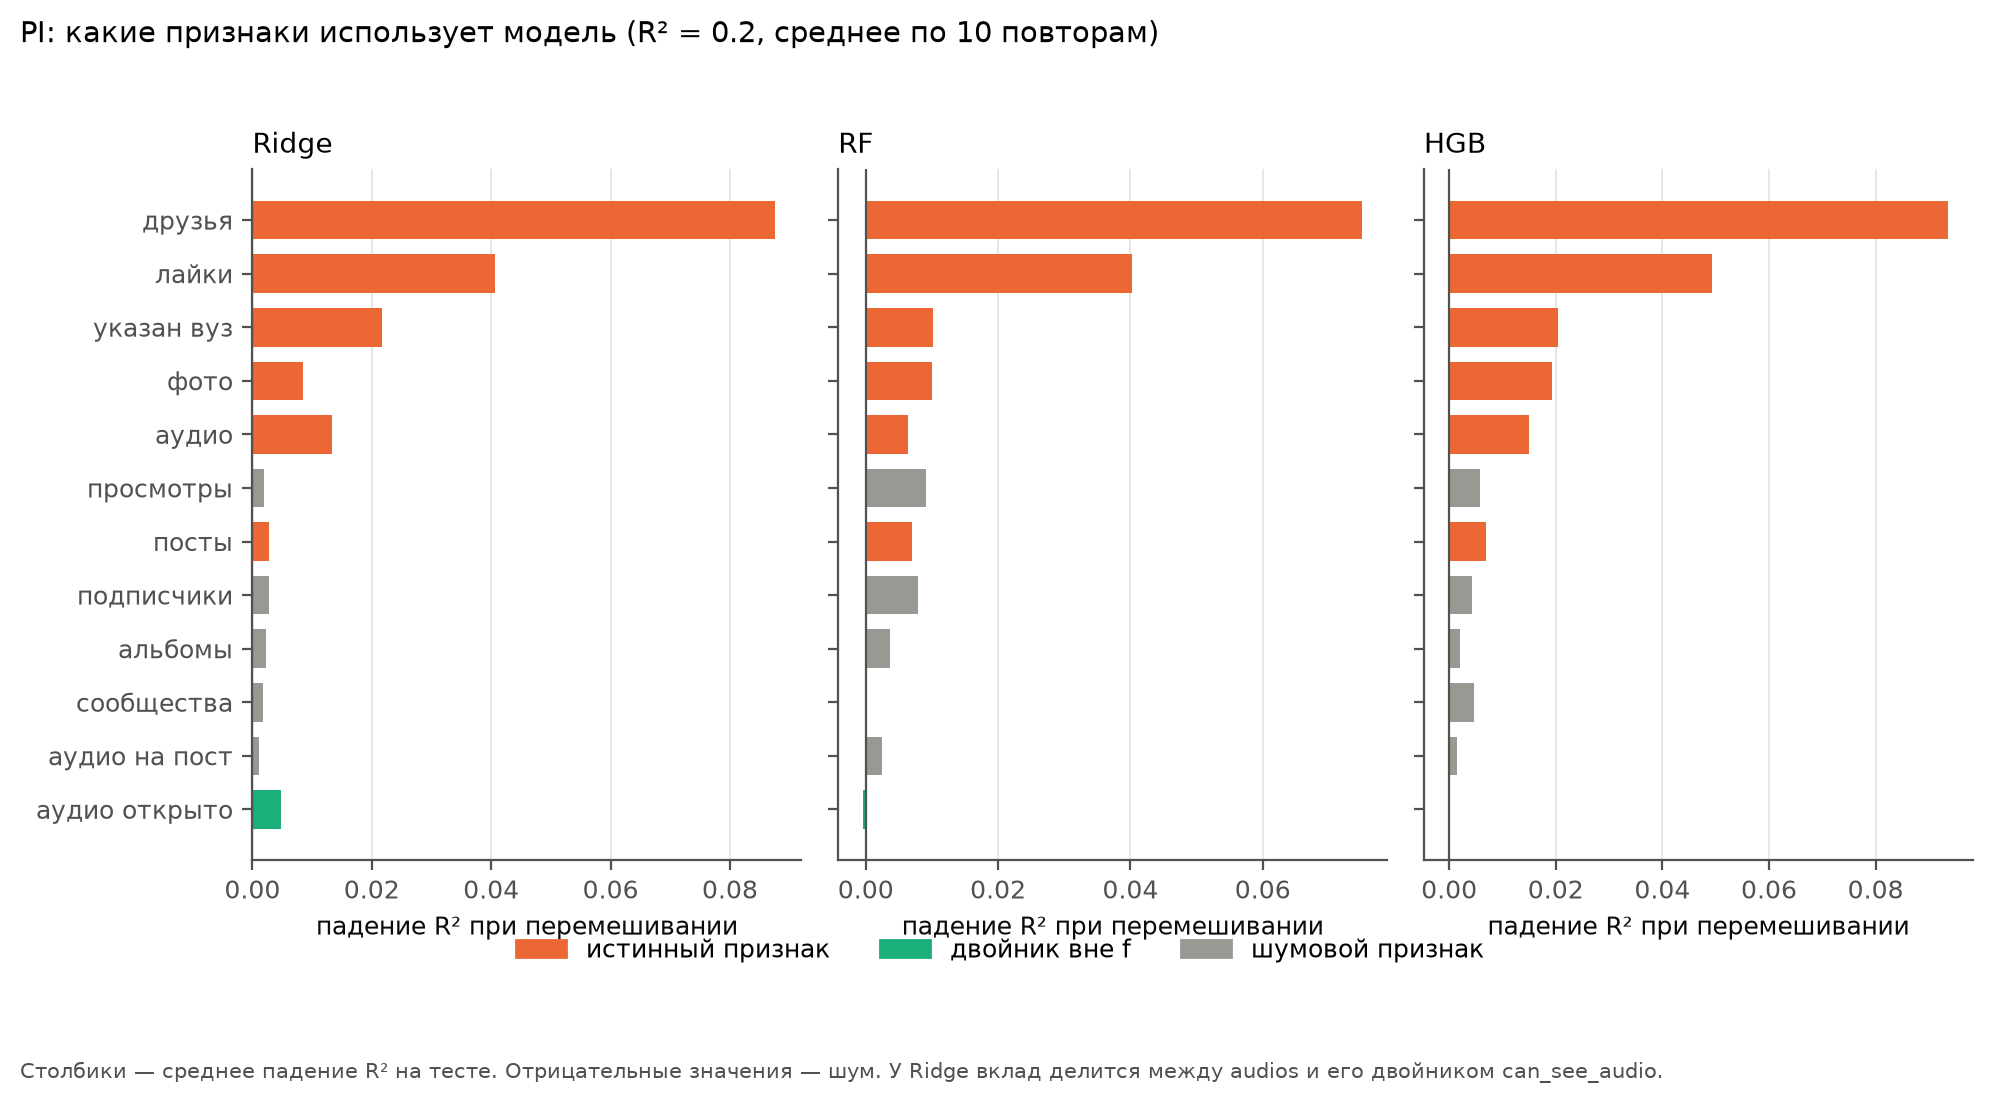 PI: какие признаки использует модель (R² = 0.2, среднее по 10 повторам)
Ridge
RF
HGB
друзья
лайки
указан вуз
фото
аудио
просмотры
посты
подписчики
альбомы
сообщества
аудио на пост
аудио открыто
0.00 0.02 0.04 0.06 0.08
0.00 0.02 0.04 0.06
0.00 0.02 0.04 0.06 0.08
падение R² при перемешивании
падение R² при перемешивании
падение R² при перемешивании
истинный признак
двойник вне f
шумовой признак
Столбики — среднее падение R² на тесте. Отрицательные значения — шум. У Ridge вклад делится между audios и его двойником can_see_audio.